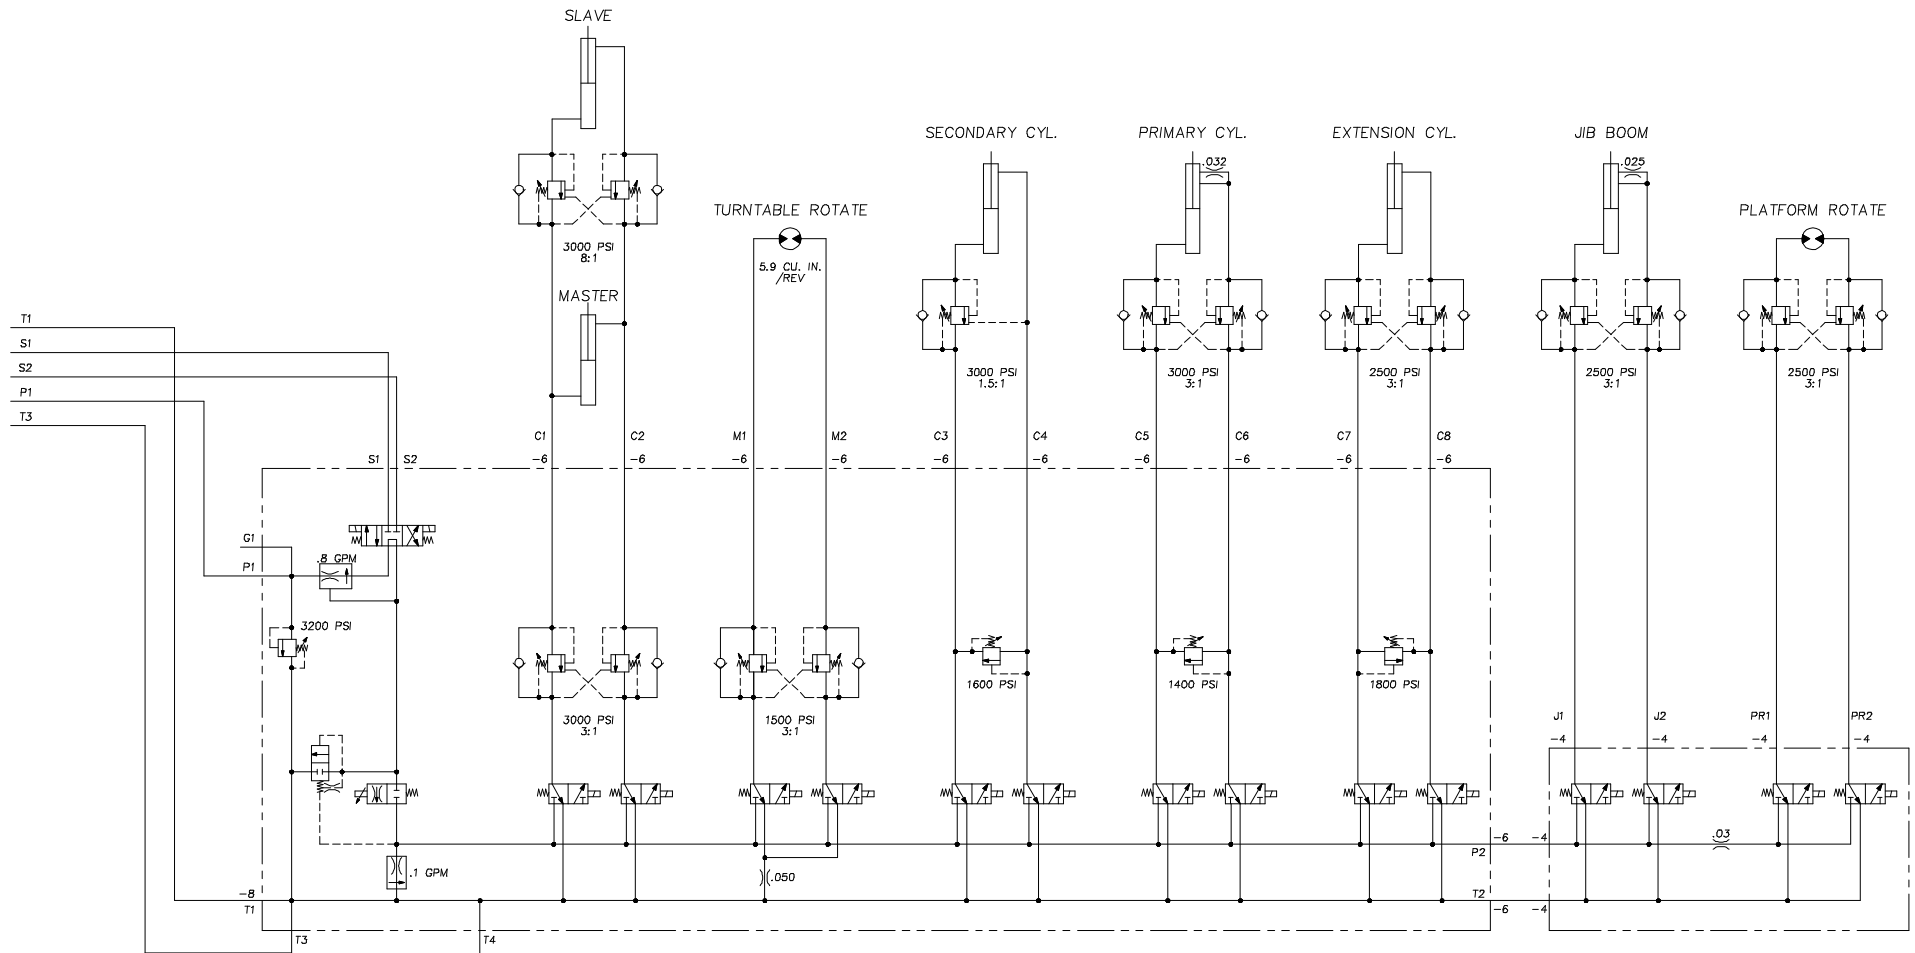 SLAVE
SECONDARY CYL.
PRIMARY CYL.
EXTENSION CYL.
JIB BOOM
.032
.025
TURNTABLE ROTATE
PLATFORM ROTATE
3000 PSI
8:1
5.9 CU. IN.
/REV
MASTER
T1
S1
S2
P1
T3
3000 PSI
1.5:1
3000 PSI
3:1
2500 PSI
3:1
2500 PSI
3:1
2500 PSI
3:1
C1
C2
M1
M2
C3
C4
C5
C6
C7
C8
S1
S2
-6
-6
-6
-6
-6
-6
-6
-6
-6
-6
G1
.8 GPM
P1
3200 PSI
1600 PSI
1400 PSI
1800 PSI
3000 PSI
3:1
1500 PSI
3:1
J1
J2
PR1
PR2
-4
-4
-4
-4
-6
-4
.03
P2
.1 GPM
.050
-8
T2
T1
-6
-4
T3
T4